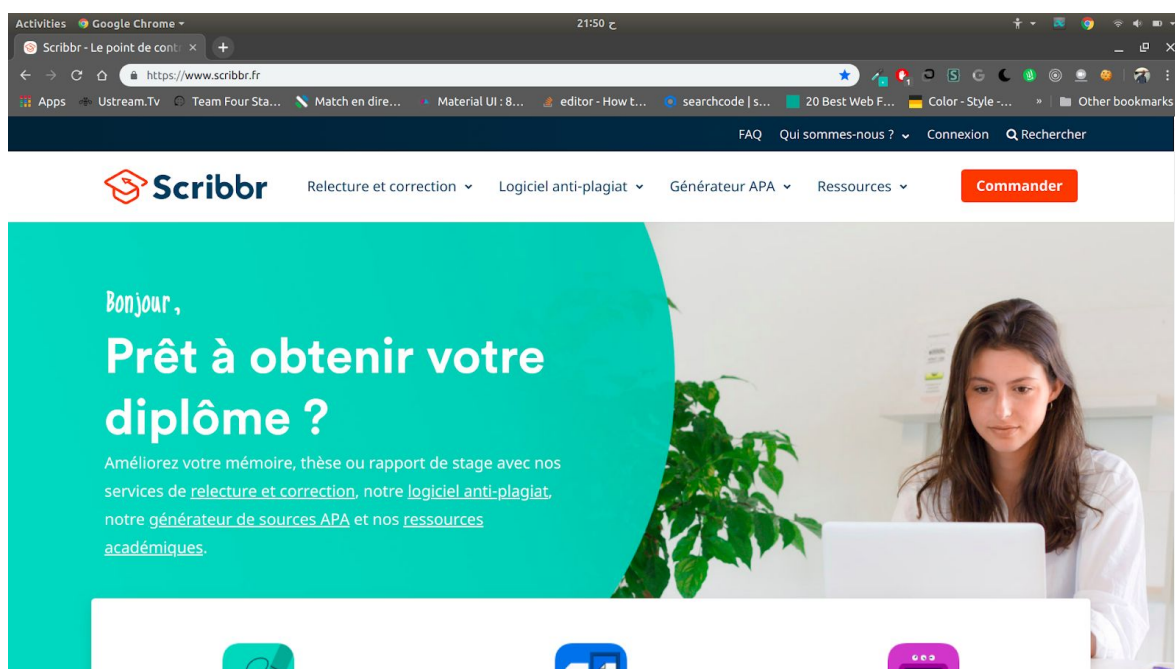 Activities Google Chrome
21:50 ح
Scribbr - Le point de cont
https://www.scribbr.fr
Apps Ustream.Tv Team Four Sta... Match en dire... Material UI : 8... editor - How t... searchcode | s... 20 Best Web F... Color - Style -... » Other bookmarks
FAQ Qui sommes-nous ? Connexion Rechercher
Scribbr Relecture et correction Logiciel anti-plagiat Générateur APA Ressources Commander
Bonjour,
Prêt à obtenir votre
diplôme ?
Améliorez votre mémoire, thèse ou rapport de stage avec nos
services de relecture et correction, notre logiciel anti-plagiat,
notre générateur de sources APA et nos ressources
académiques.